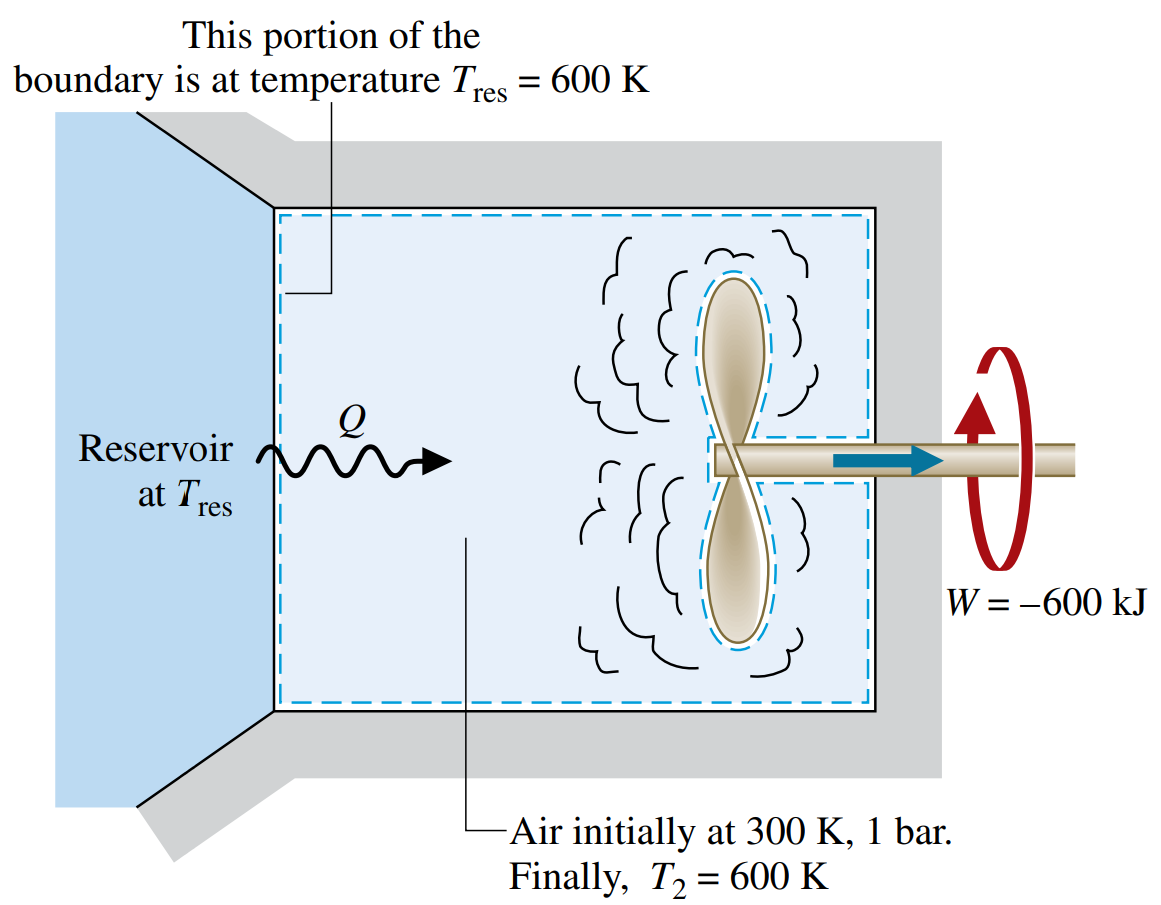 This portion of the
boundary is at temperature T_res = 600 K
Q
Reservoir
at T_res
W = –600 kJ
Air initially at 300 K, 1 bar.
Finally, T₂ = 600 K